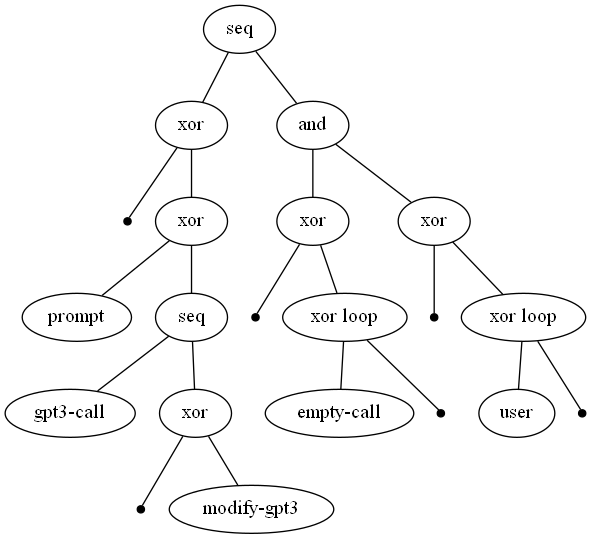 seq
xor and
xor xor xor
prompt seq xor loop xor loop
gpt3-call xor empty-call user
modify-gpt3